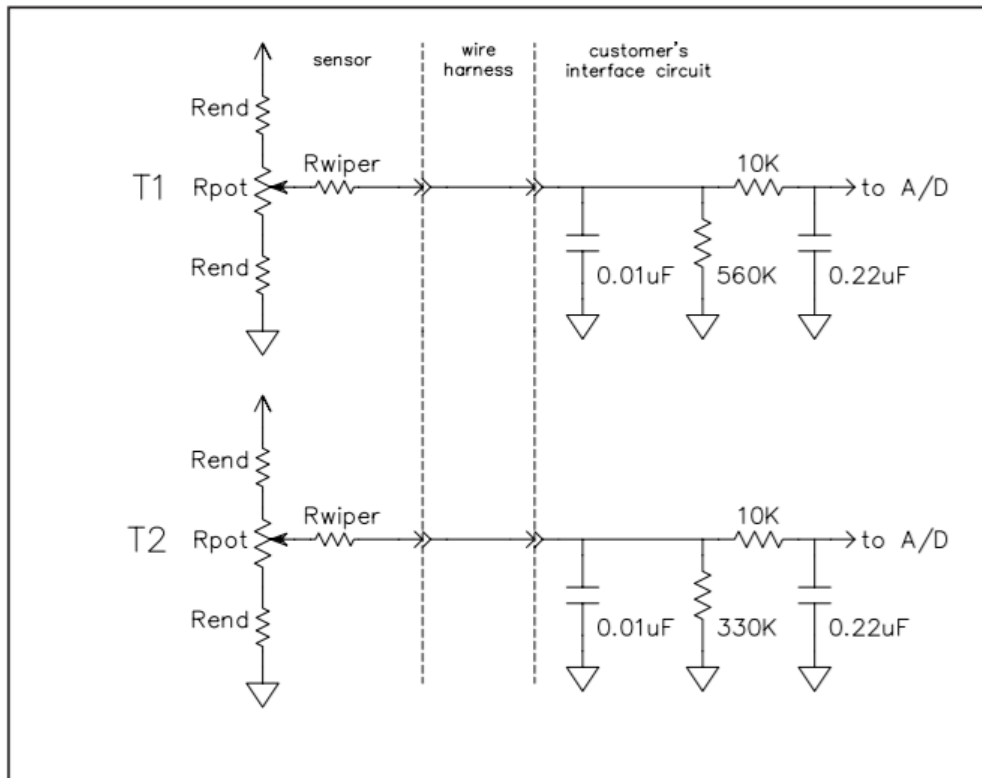 sensor
wire
harness
customer's
interface circuit
Rend
Rwiper
10K
T1
Rpot
to A/D
Rend
0.01uF
560K
0.22uF
Rend
Rwiper
10K
T2
Rpot
to A/D
Rend
0.01uF
330K
0.22uF